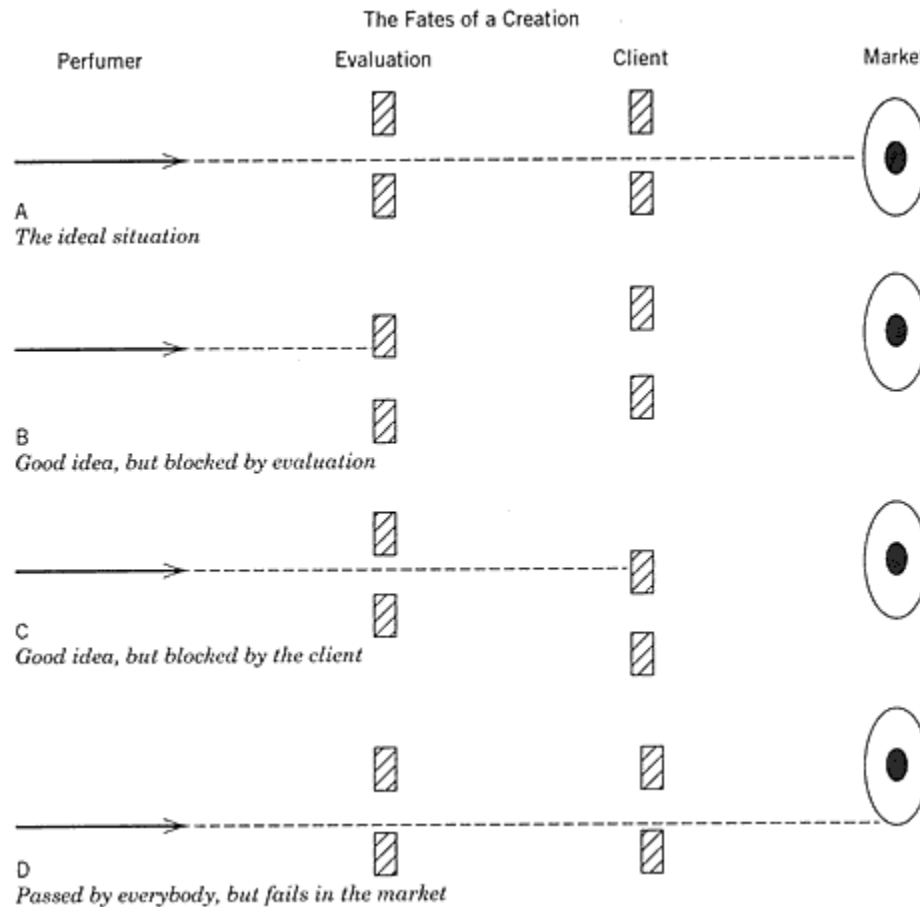 The Fates of a Creation
Perfumer Evaluation Client Market
A
The ideal situation
B
Good idea, but blocked by evaluation
C
Good idea, but blocked by the client
D
Passed by everybody, but fails in the market